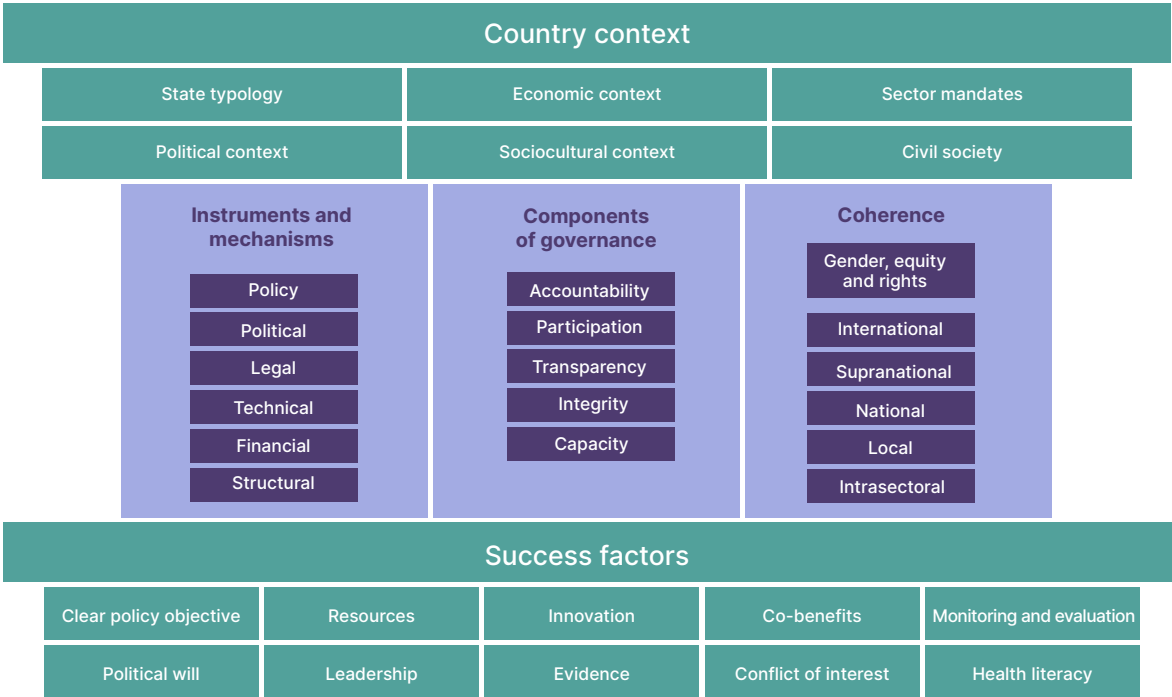 Country context
State typology
Economic context
Sector mandates
Political context
Sociocultural context
Civil society
Instruments and
mechanisms
Policy
Political
Legal
Technical
Financial
Structural
Components
of governance
Accountability
Participation
Transparency
Integrity
Capacity
Coherence
Gender, equity
and rights
International
Supranational
National
Local
Intrasectoral
Success factors
Clear policy objective
Resources
Innovation
Co-benefits
Monitoring and evaluation
Political will
Leadership
Evidence
Conflict of interest
Health literacy